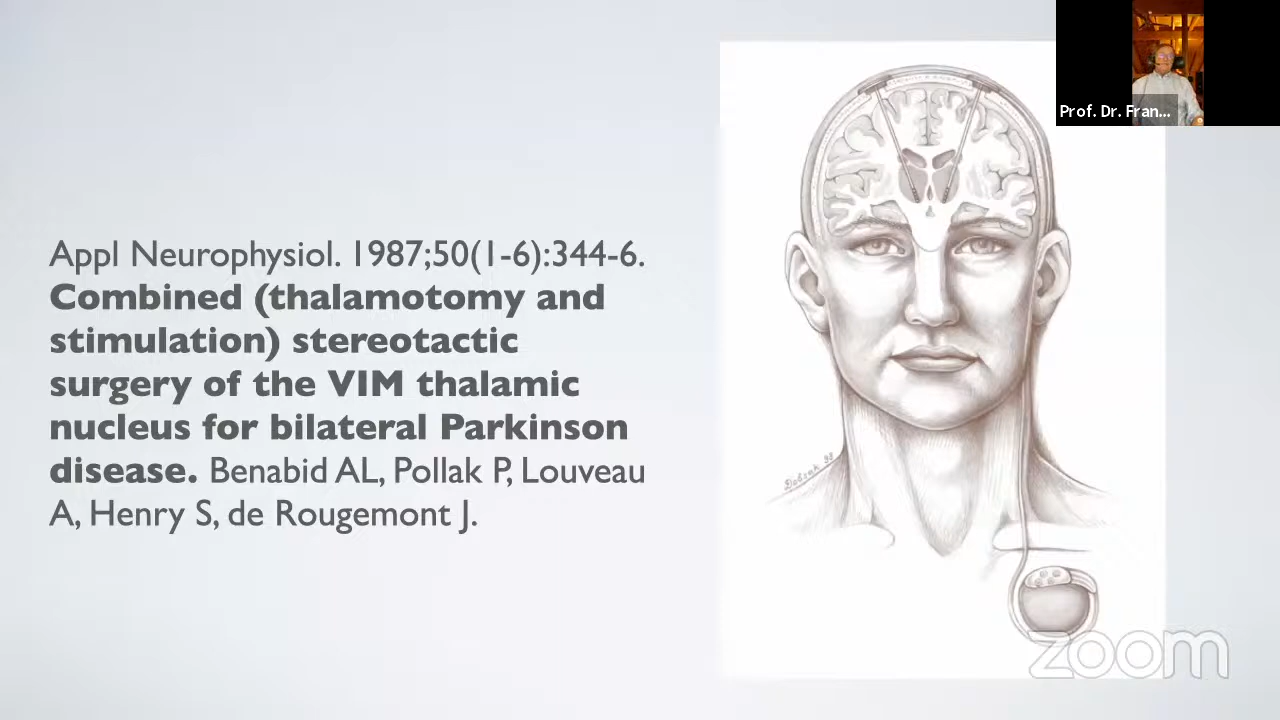 Prof. Dr. Fran...
Appl Neurophysiol. 1987;50(1-6):344-6.
Combined (thalamotomy and
stimulation) stereotactic
surgery of the VIM thalamic
nucleus for bilateral Parkinson
disease. Benabid AL, Pollak P, Louveau
A, Henry S, de Rougemont J.
zoom